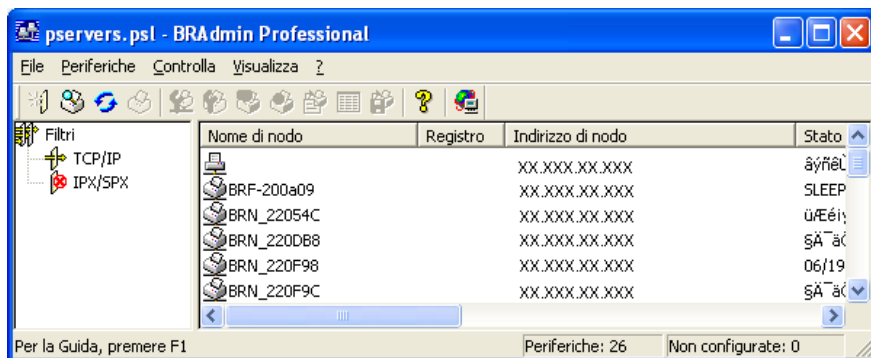 pservers.psl - BRAdmin Professional
File Periferiche Controlla Visualizza ?
Filtri
TCP/IP
IPX/SPX
Nome di nodo Registro Indirizzo di nodo Stato
XX.XXX.XX.XXX
BRF-200a09 XX.XXX.XX.XXX SLEEP
BRN_22054C XX.XXX.XX.XXX
BRN_220DB8 XX.XXX.XX.XXX
BRN_220F98 XX.XXX.XX.XXX 06/19
BRN_220F9C XX.XXX.XX.XXX
Per la Guida, premere F1 Periferiche: 26 Non configurate: 0